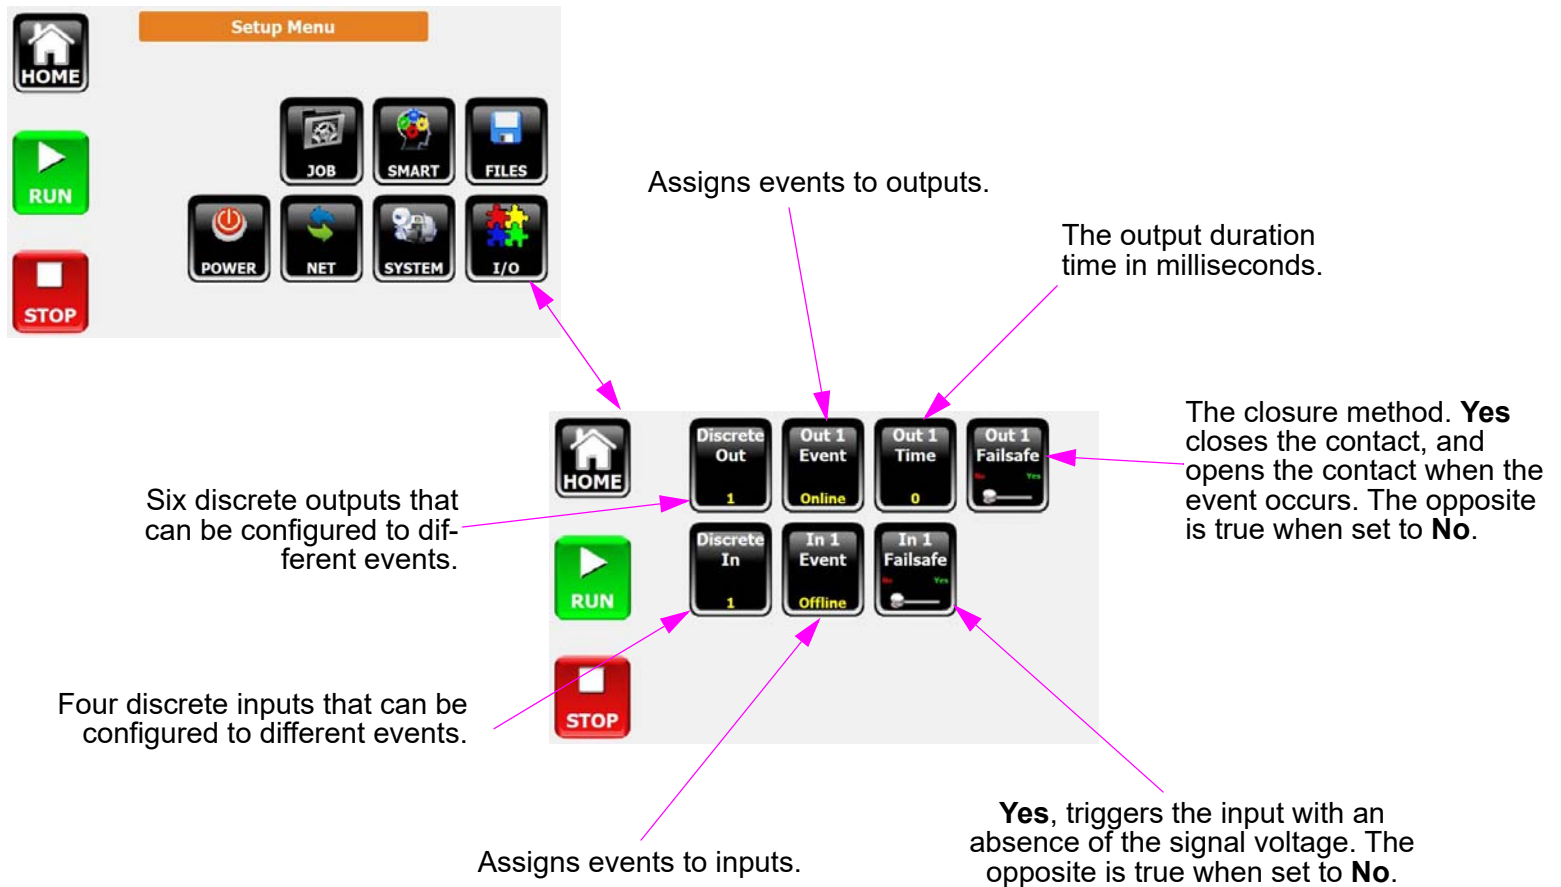 Setup Menu
HOME
JOB
SMART
FILES
RUN
POWER
NET
SYSTEM
I/O
STOP
Assigns events to outputs.
The output duration
time in milliseconds.
The closure method. Yes
closes the contact, and
opens the contact when the
event occurs. The opposite
is true when set to No.
HOME
Discrete
Out
1
Out 1
Event
Online
Out 1
Time
0
Out 1
Failsafe
No Yes
Six discrete outputs that
can be configured to dif-
ferent events.
RUN
Discrete
In
1
In 1
Event
Offline
In 1
Failsafe
No Yes
STOP
Four discrete inputs that can be
configured to different events.
Assigns events to inputs.
Yes, triggers the input with an
absence of the signal voltage. The
opposite is true when set to No.